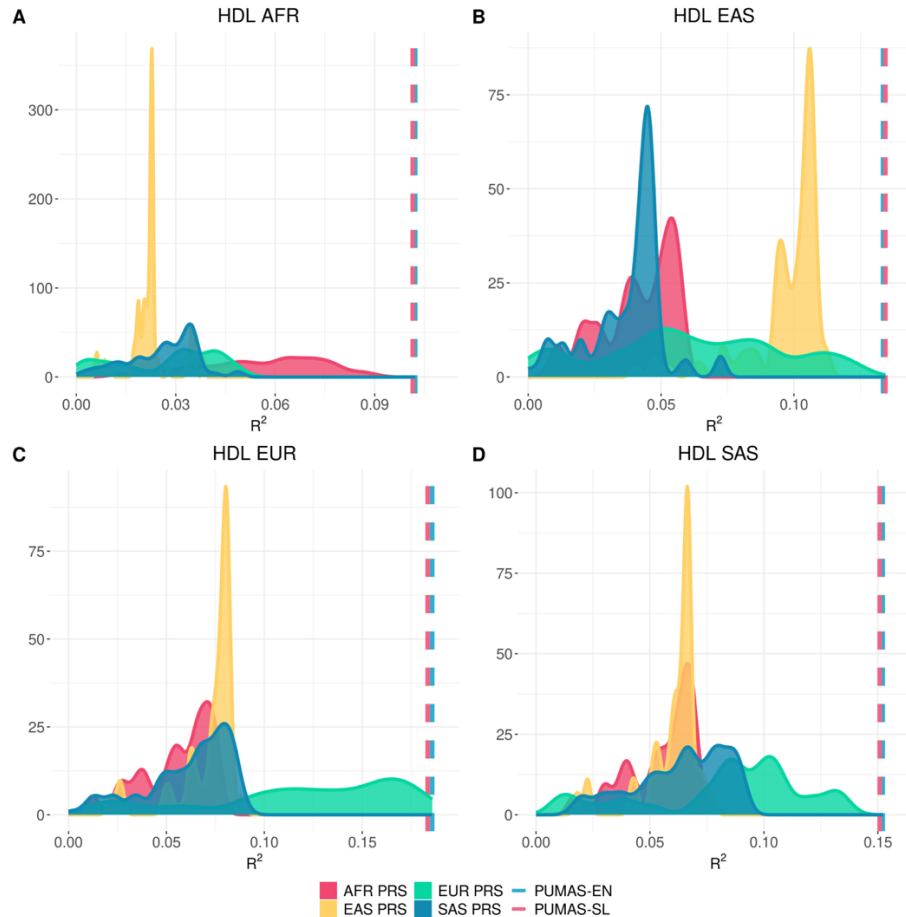 A HDL AFR
300
200
100
0
0.00 0.03 0.06 0.09
R²
B HDL EAS
75
50
25
0
0.00 0.05 0.10
R²
C HDL EUR
75
50
25
0
0.00 0.05 0.10 0.15
R²
D HDL SAS
100
75
50
25
0
0.00 0.05 0.10 0.15
R²
AFR PRS EUR PRS PUMAS-EN
EAS PRS SAS PRS PUMAS-SL